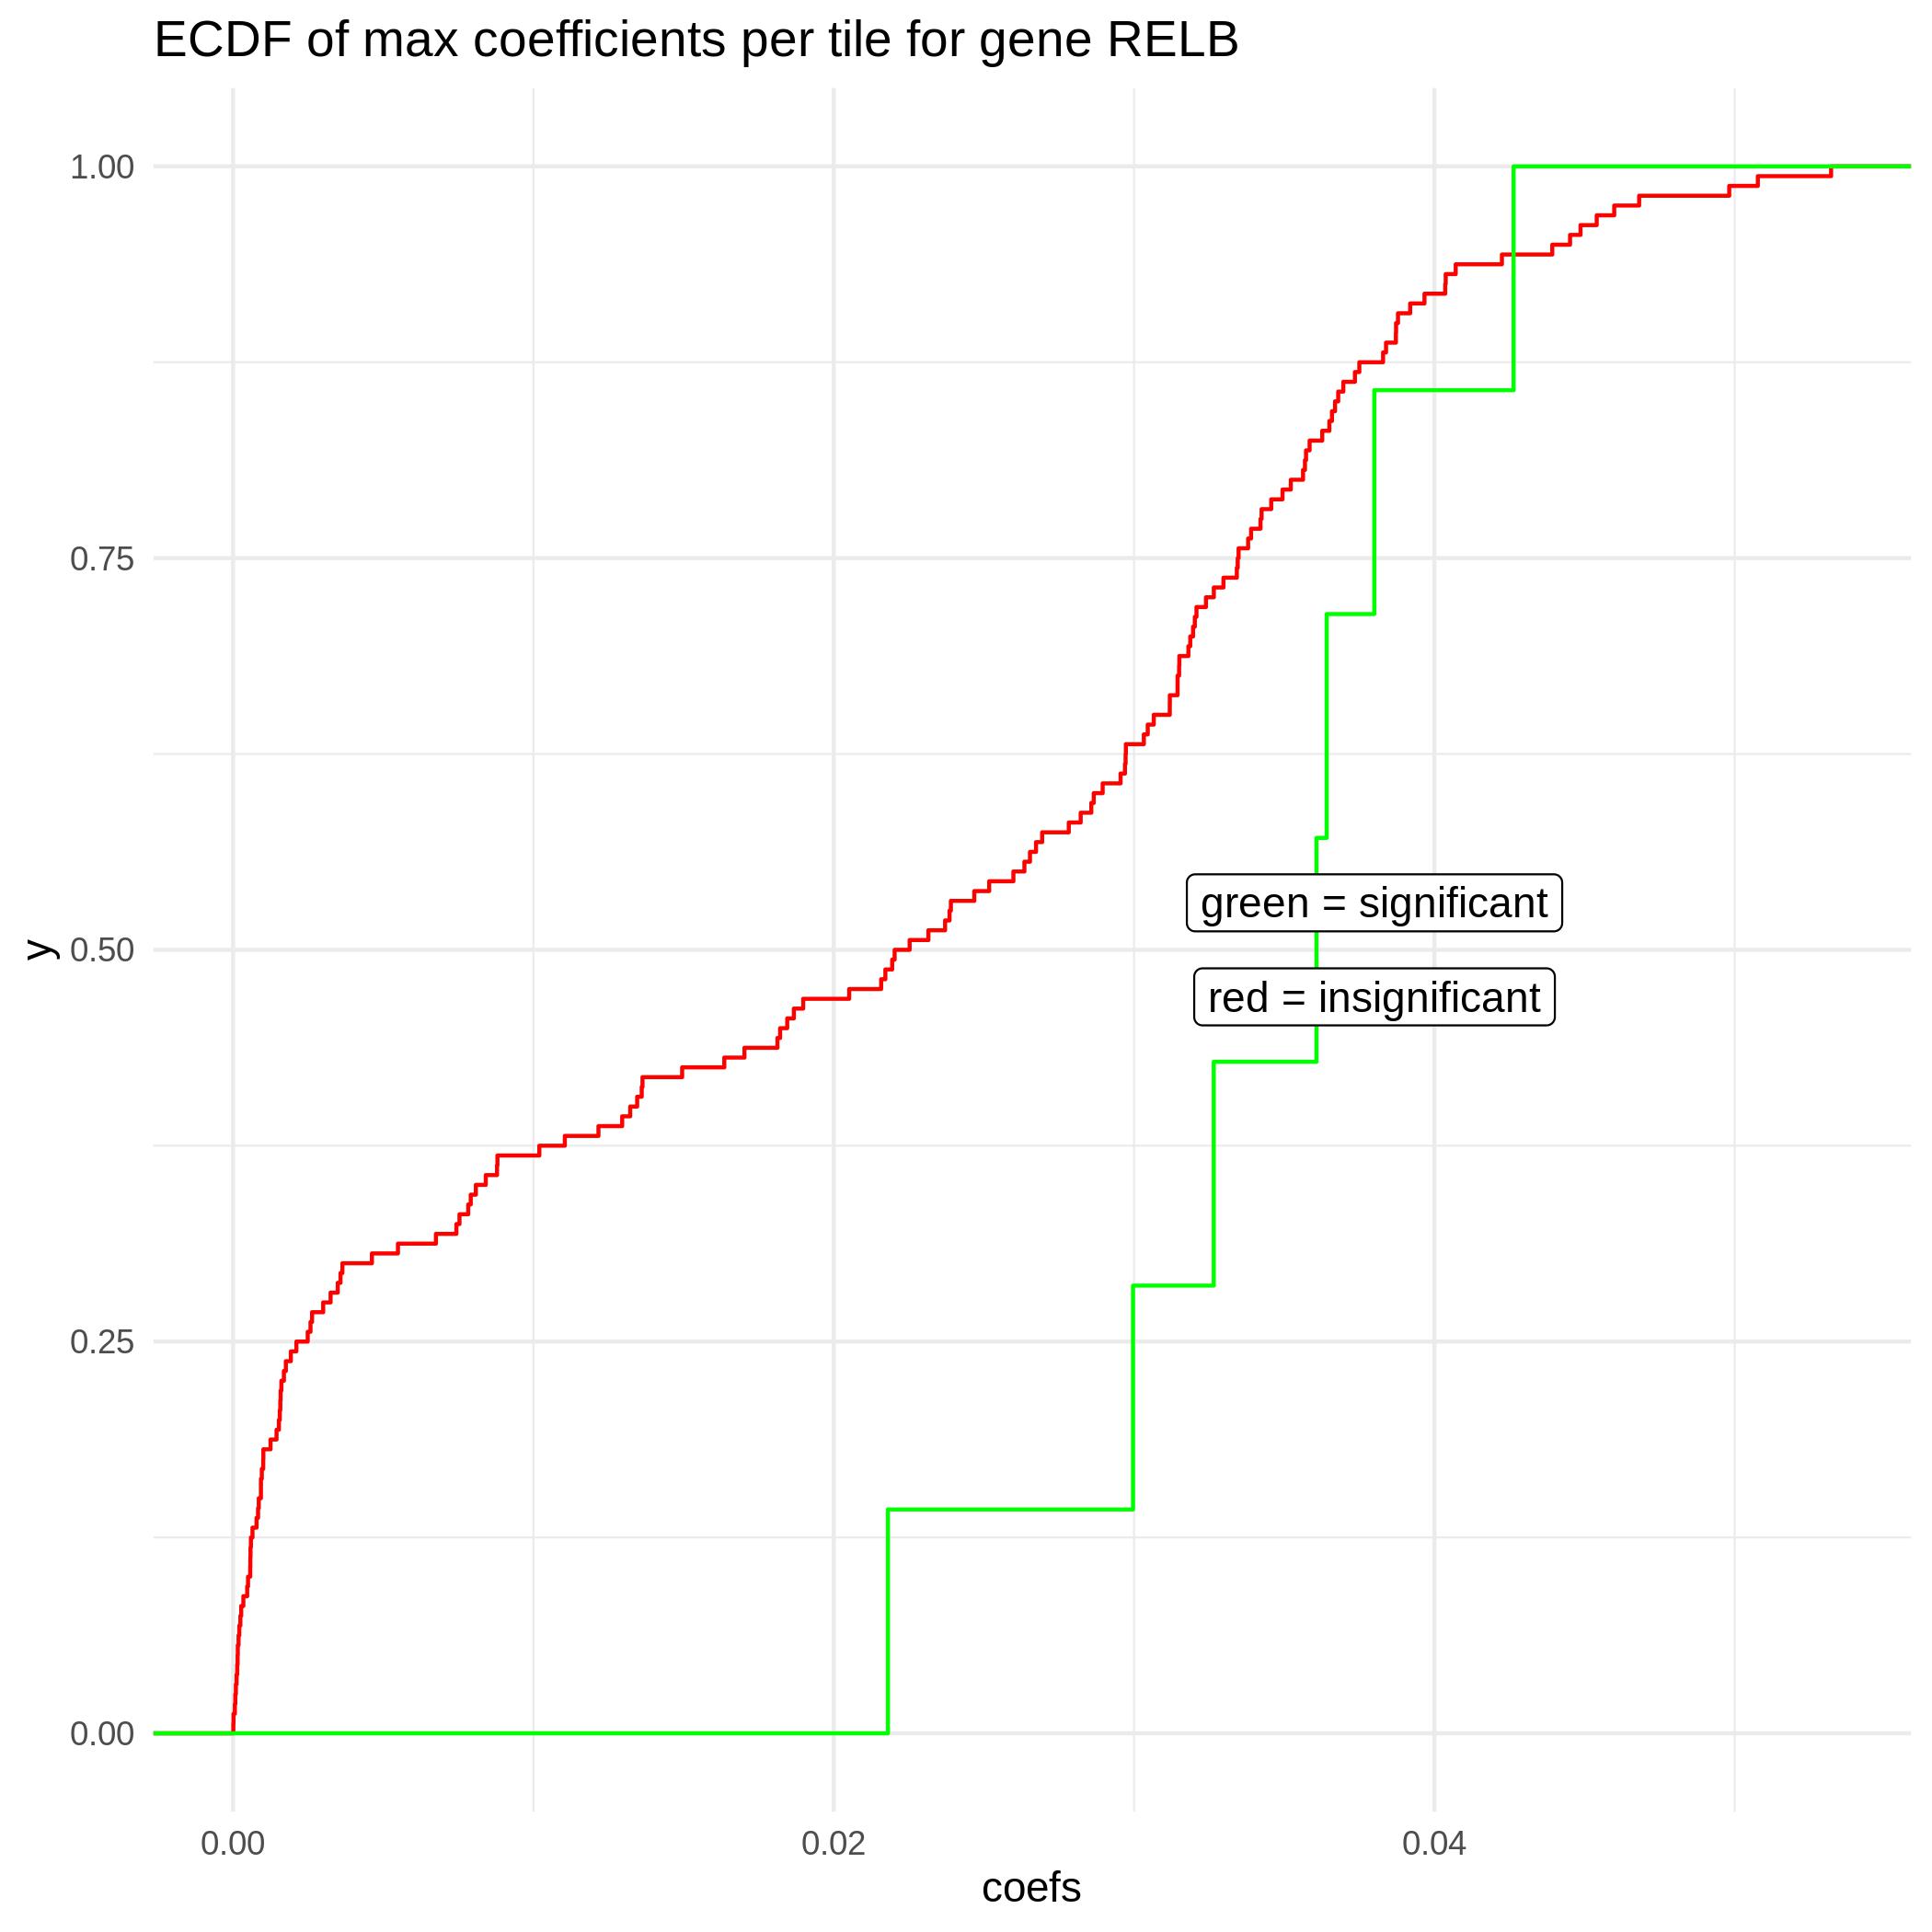 ECDF of max coefficients per tile for gene RELB
1.00
0.75
0.50
0.25
0.00
y
green = significant
red = insignificant
0.00 0.02 0.04
coefs